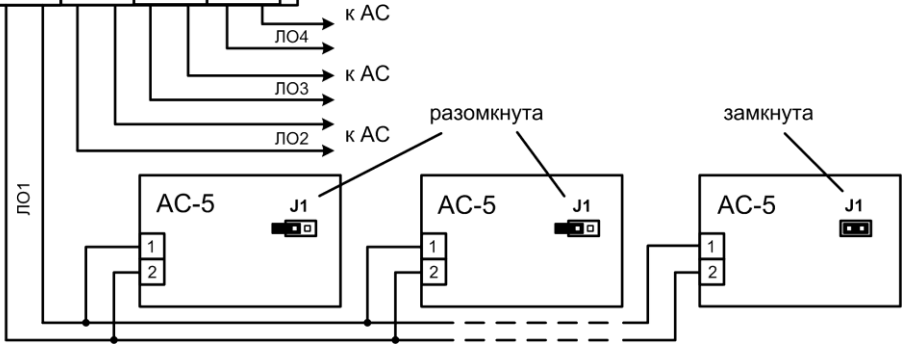 к АС
ЛО4
к АС
ЛО3
к АС
ЛО2
разомкнута
замкнута
ЛО1
АС-5
J1
1
2
АС-5
J1
1
2
АС-5
J1
1
2